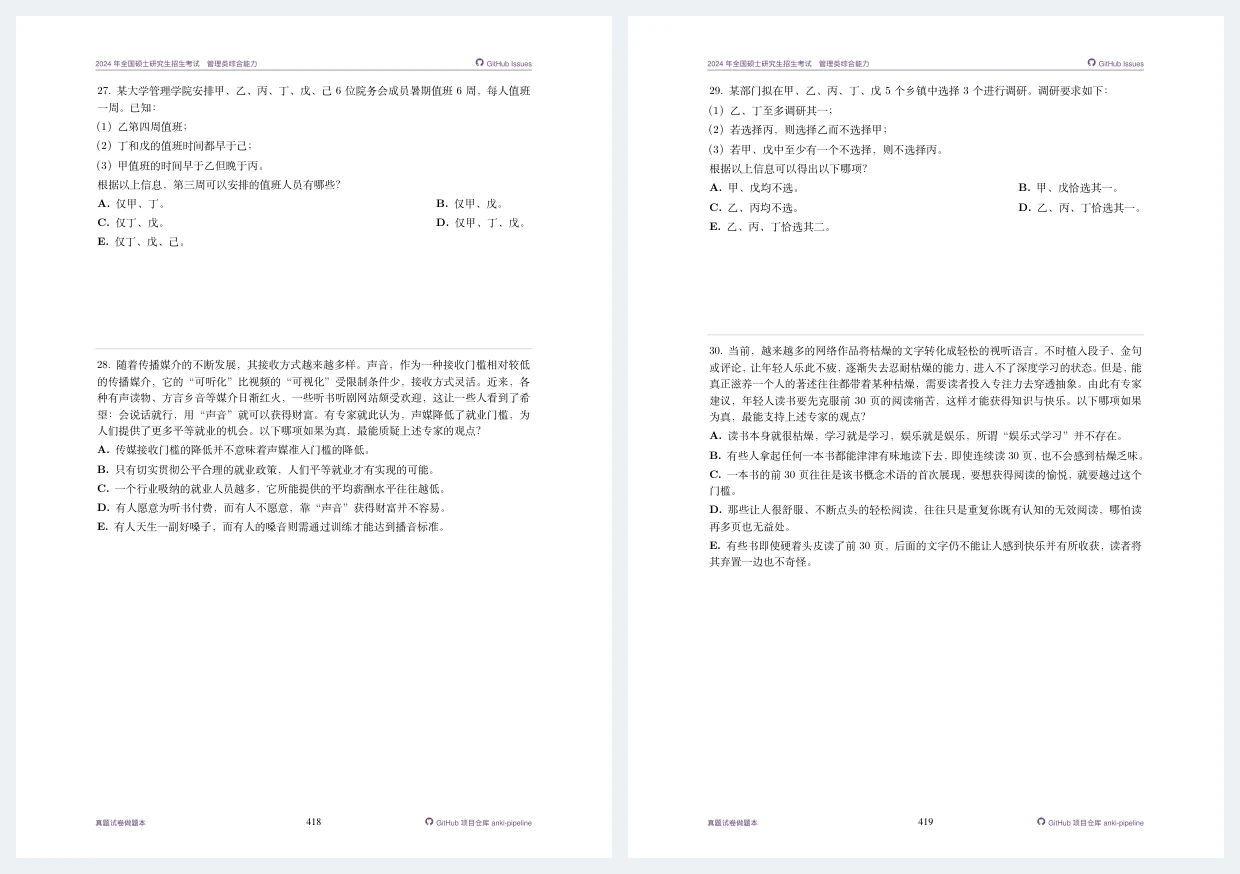 2024 年全国硕士研究生招生考试 管理类综合能力
GitHub Issues
27. 某大学管理学院安排甲、乙、丙、丁、戊、己 6 位院务会成员暑期值班 6 周，每人值班
一周。已知：
（1）乙第四周值班；
（2）丁和戊的值班时间都早于己；
（3）甲值班的时间早于乙但晚于丙。
根据以上信息，第三周可以安排的值班人员有哪些？
A. 仅甲、丁。
B. 仅甲、戊。
C. 仅丁、戊。
D. 仅甲、丁、戊。
E. 仅丁、戊、己。
28. 随着传播媒介的不断发展，其接收方式越来越多样。声音，作为一种接收门槛相对较低
的传播媒介，它的“可听化”比视频的“可视化”受限制条件少，接收方式灵活。近来，各
种有声读物、方言乡音等媒介日渐红火，一些听书听剧网站颇受欢迎，这让一些人看到了希
望：会说话就行，用“声音”就可以获得财富。有专家就此认为，声媒降低了就业门槛，为
人们提供了更多平等就业的机会。以下哪项如果为真，最能质疑上述专家的观点？
A. 传媒接收门槛的降低并不意味着声媒准入门槛的降低。
B. 只有切实贯彻公平合理的就业政策，人们平等就业才有实现的可能。
C. 一个行业吸纳的就业人员越多，它所能提供的平均薪酬水平往往越低。
D. 有人愿意为听书付费，而有人不愿意，靠“声音”获得财富并不容易。
E. 有人天生一副好嗓子，而有人的嗓音则需通过训练才能达到播音标准。
真题试卷做题本
418
GitHub 项目仓库 anki-pipeline
2024 年全国硕士研究生招生考试 管理类综合能力
GitHub Issues
29. 某部门拟在甲、乙、丙、丁、戊 5 个乡镇中选择 3 个进行调研。调研要求如下：
（1）乙、丁至多调研其一；
（2）若选择丙，则选择乙而不选择甲；
（3）若甲、戊中至少有一个不选择，则不选择丙。
根据以上信息可以得出以下哪项？
A. 甲、戊均不选。
B. 甲、戊恰选其一。
C. 乙、丙均不选。
D. 乙、丙、丁恰选其一。
E. 乙、丙、丁恰选其二。
30. 当前，越来越多的网络作品将枯燥的文字转化成轻松的视听语言，不时植入段子、金句
或评论，让年轻人乐此不疲，逐渐失去忍耐枯燥的能力，进入不了深度学习的状态。但是，能
真正滋养一个人的著述往往都带着某种枯燥，需要读者投入专注力去穿透抽象。由此有专家
建议，年轻人读书要先克服前 30 页的阅读痛苦，这样才能获得知识与快乐。以下哪项如果
为真，最能支持上述专家的观点？
A. 读书本身就很枯燥，学习就是学习，娱乐就是娱乐，所谓“娱乐式学习”并不存在。
B. 有些人拿起任何一本书都能津津有味地读下去，即使连续读 30 页，也不会感到枯燥乏味。
C. 一本书的前 30 页往往是该书概念术语的首次展现，要想获得阅读的愉悦，就要越过这个
门槛。
D. 那些让人很舒服、不断点头的轻松阅读，往往只是重复你既有认知的无效阅读，哪怕读
再多页也无益处。
E. 有些书即使硬着头皮读了前 30 页，后面的文字仍不能让人感到快乐并有所收获，读者将
其弃置一边也不奇怪。
真题试卷做题本
419
GitHub 项目仓库 anki-pipeline